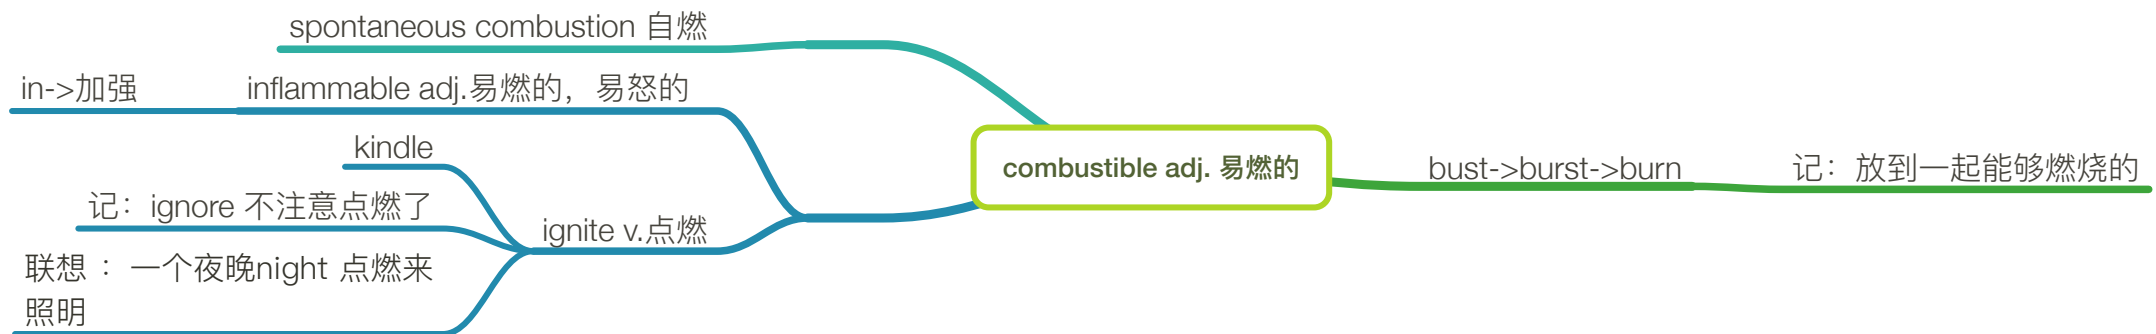 spontaneous combustion 自燃
in->加强
inflammable adj.易燃的，易怒的
kindle
记：ignore 不注意点燃了
ignite v.点燃
联想 ：一个夜晚night 点燃来
照明
combustible adj. 易燃的
bust->burst->burn
记：放到一起能够燃烧的